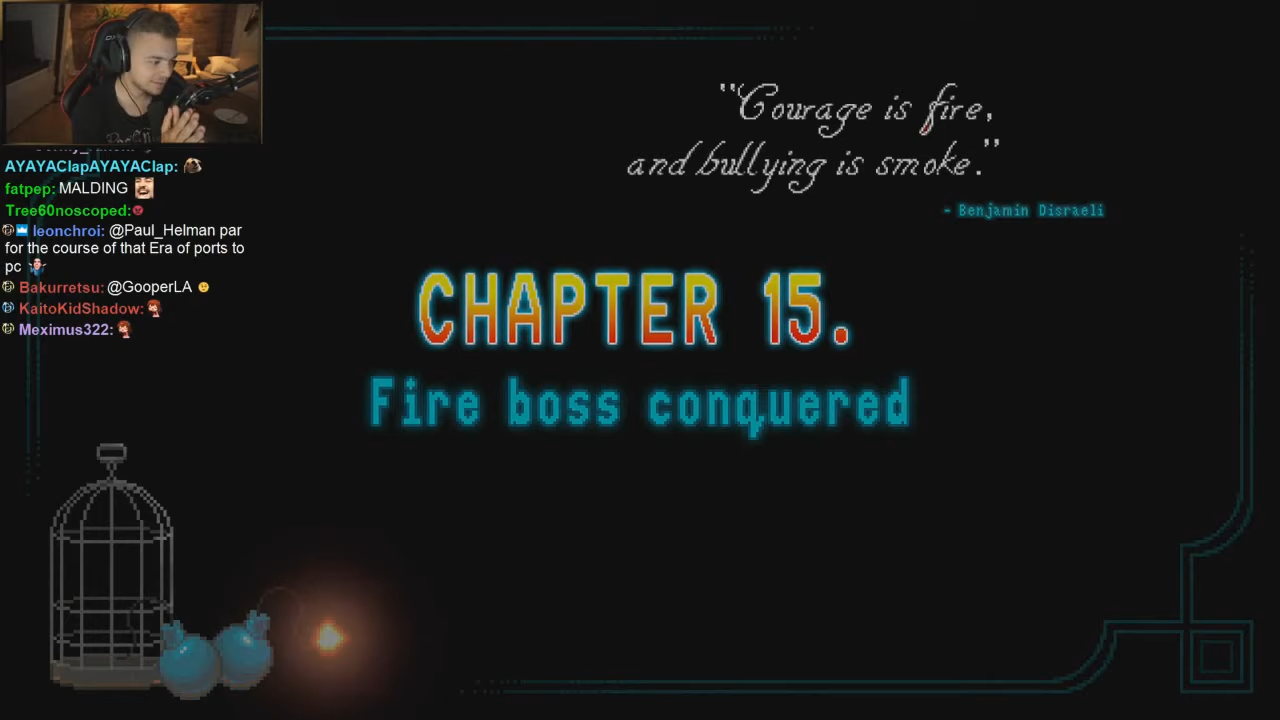 "Courage is fire,
and bullying is smoke."
- Benjamin Disraeli
AYAYAClapAYAYAClap:
fatpep: MALDING
Tree60noscoped:
leonchroi: @Paul_Helman par
for the course of that Era of ports to
pc
Bakurretsu: @GooperLA
KaitoKidShadow:
Meximus322:
CHAPTER 15.
Fire boss conquered